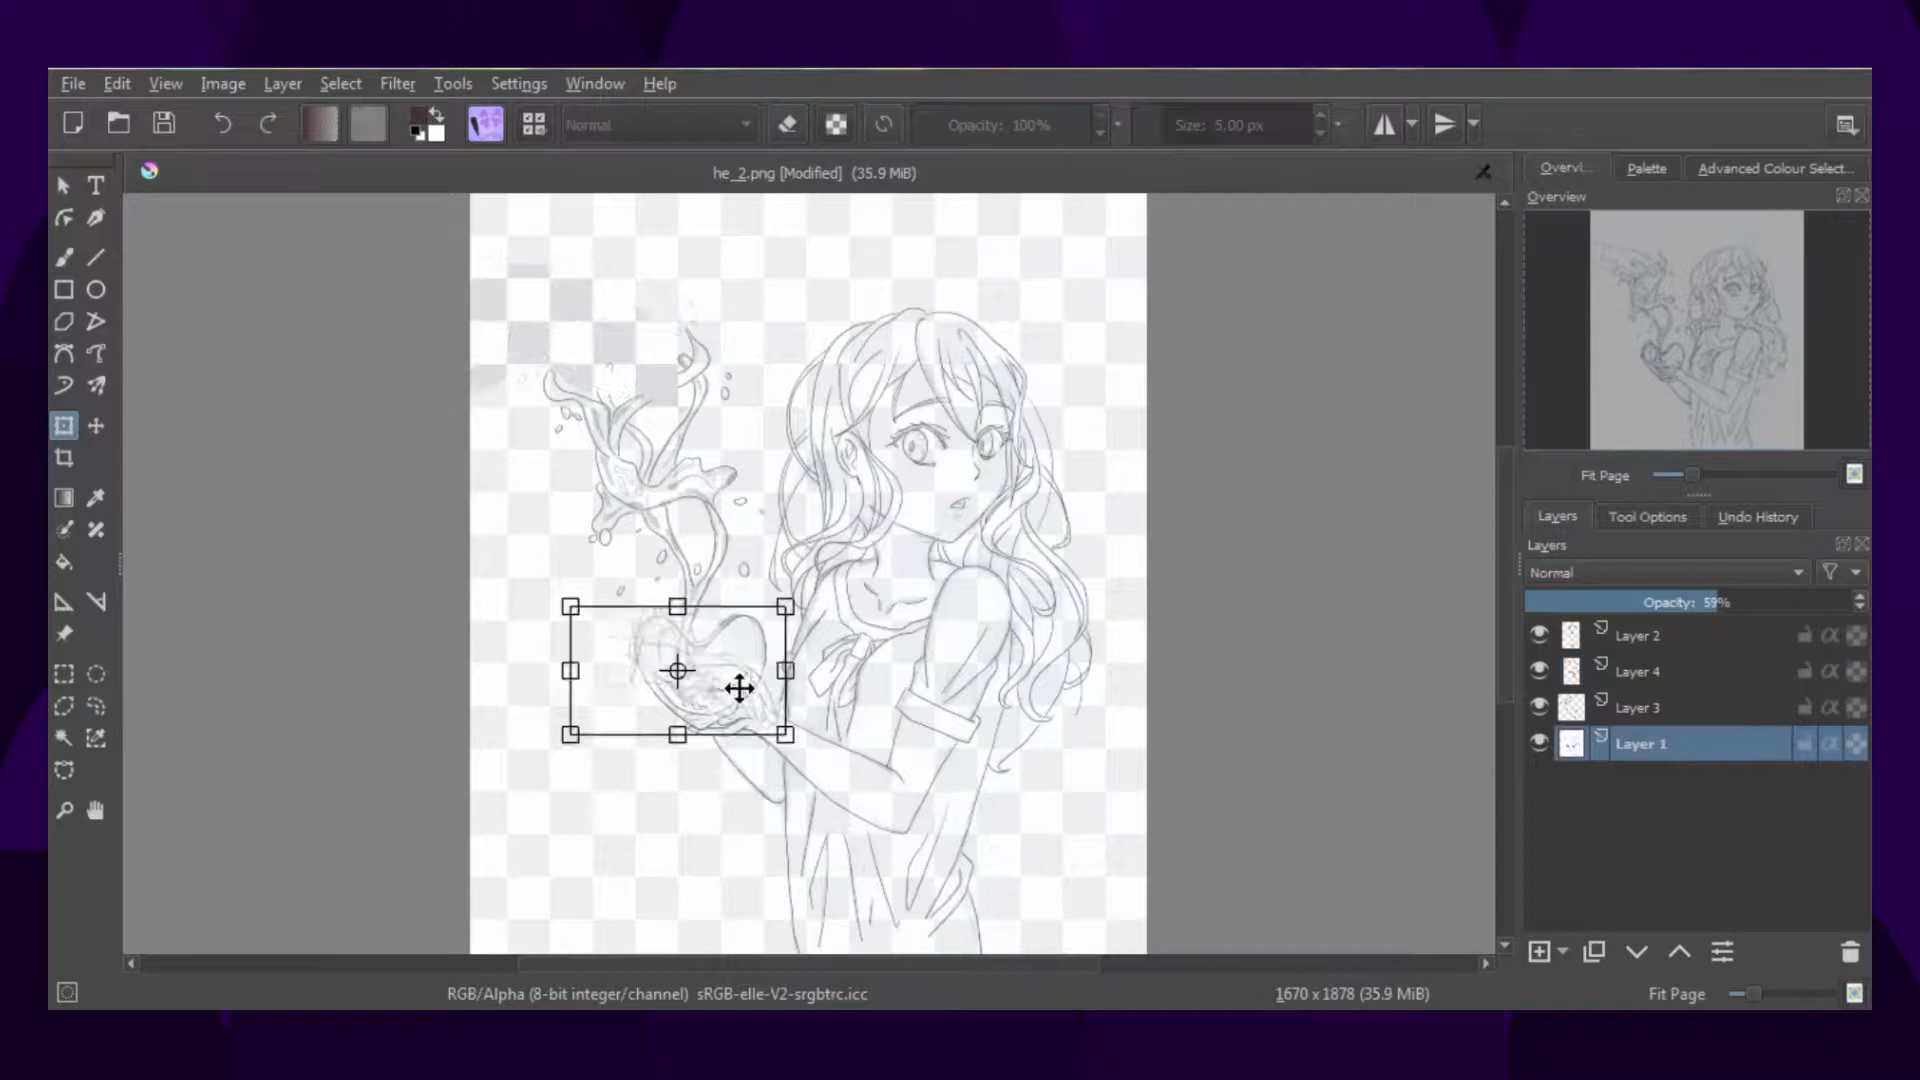 File Edit View Image Layer Select Filter Tools Settings Window Help
Normal Opacity: 100% Size: 5.00 px
he_2.png [Modified] (35.9 MiB)
Overvi... Palette Advanced Colour Select...
Overview
Fit Page
Layers Tool Options Undo History
Layers
Normal
Opacity: 59%
Layer 2
Layer 4
Layer 3
Layer 1
RGB/Alpha (8-bit integer/channel) sRGB-elle-V2-srgbtrc.icc 1670 x 1878 (35.9 MiB) Fit Page